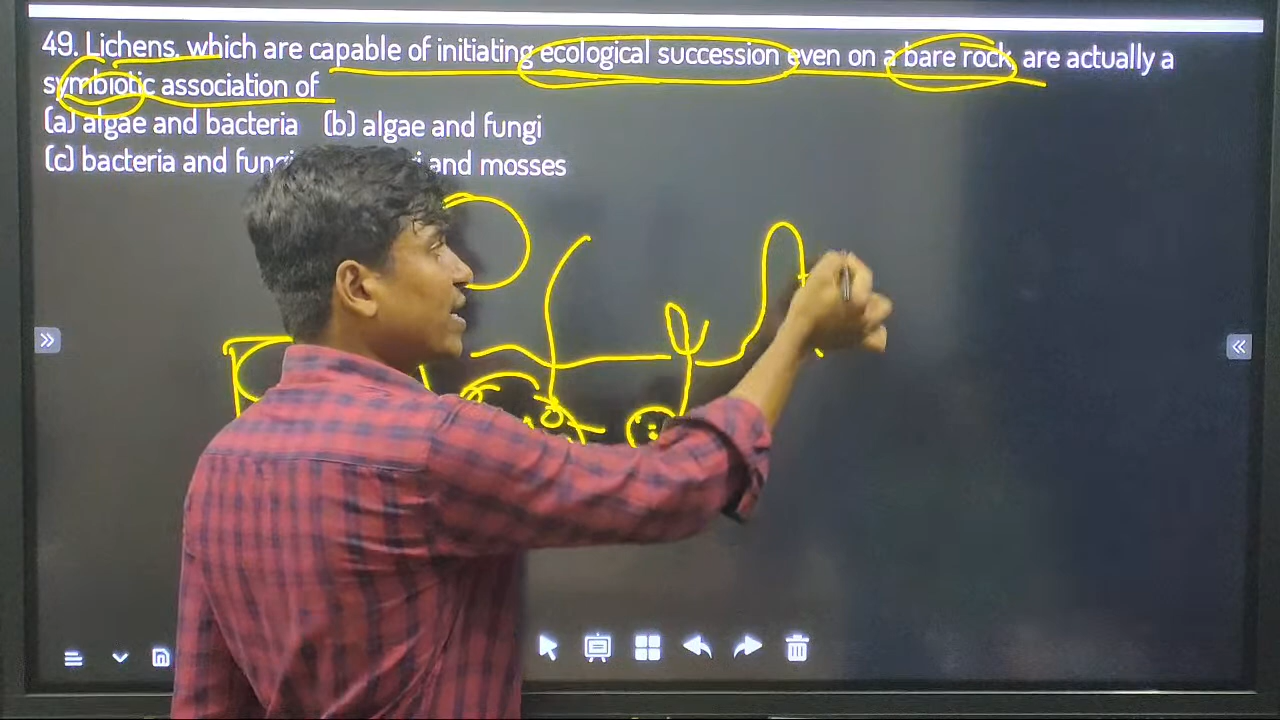 49. Lichens, which are capable of initiating ecological succession even on a bare rock, are actually a
symbiotic association of
(a) algae and bacteria (b) algae and fungi
(c) bacteria and and mosses